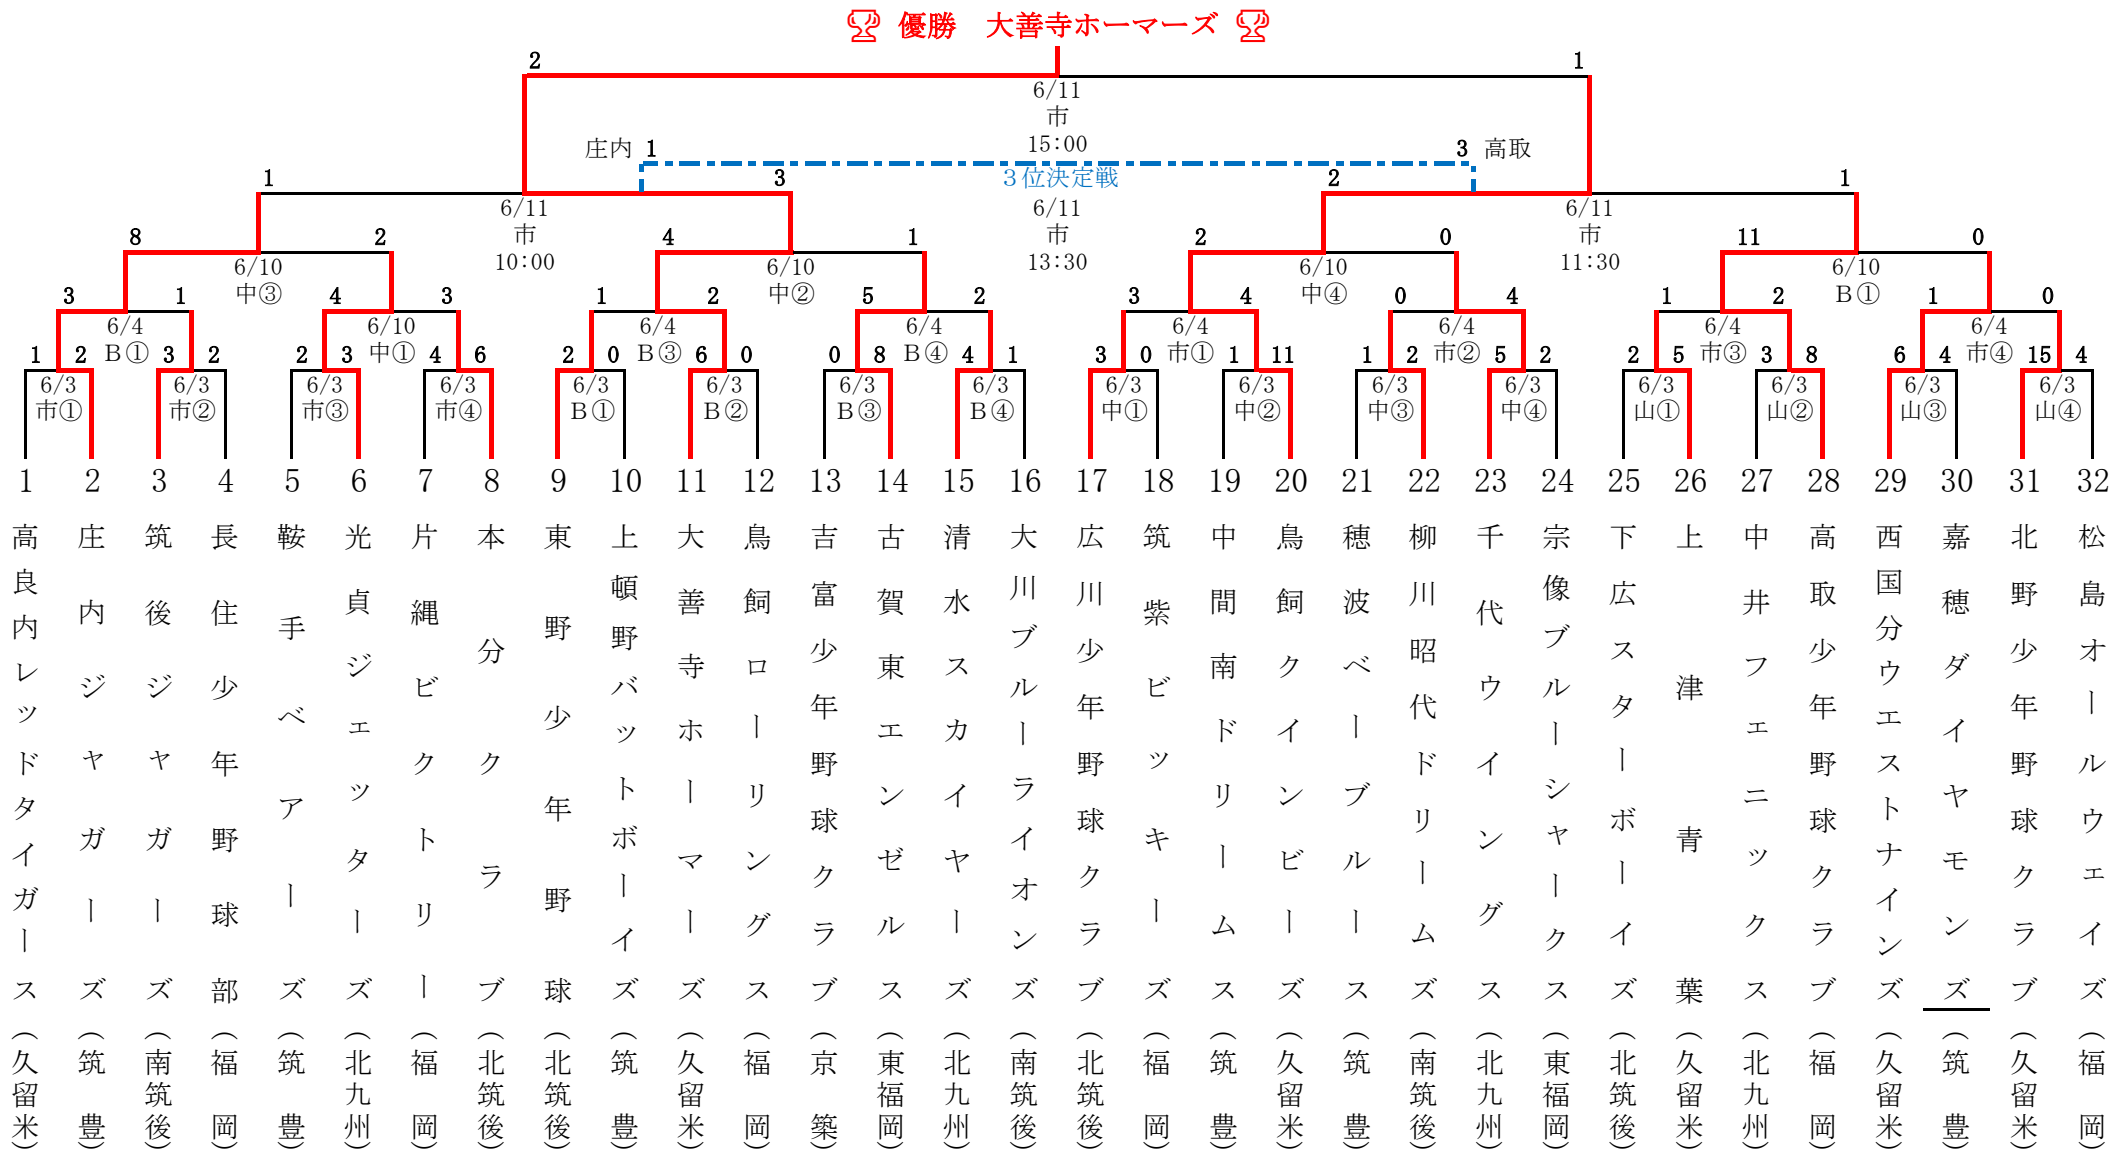 優勝　大善寺ホーマーズ
2 1
6/11
市
15:00
庄内 1 3 高取
3位決定戦
1 3 2 1
6/11 6/11 6/11
市 市 市
10:00 13:30 11:30
8 2 4 1 2 0 11 0
6/10 6/10 6/10 6/10
中③ 中② 中④ B①
3 1 4 3 1 2 5 2 3 4 0 4 1 2 1 0
6/4 6/10 6/4 6/4 6/4 6/4 6/4 6/4
B① 中① B③ B④ 市① 市② 市③ 市④
1 2 3 2 2 3 4 6 2 0 6 0 0 8 4 1 3 0 1 11 1 2 5 2 2 5 3 8 6 4 15 4
6/3 6/3 6/3 6/3 6/3 6/3 6/3 6/3 6/3 6/3 6/3 6/3 6/3 6/3 6/3 6/3
市① 市② 市③ 市④ B① B② B③ B④ 中① 中② 中③ 中④ 山① 山② 山③ 山④
1 2 3 4 5 6 7 8 9 10 11 12 13 14 15 16 17 18 19 20 21 22 23 24 25 26 27 28 29 30 31 32
高良内レッドタイガース（久留米）
庄内ジャガーズ（筑豊）
筑後ジャガーズ（南筑後）
長住少年野球部（福岡）
鞍手ベアーズ（筑豊）
光貞ジェッターズ（北九州）
片縄ビクトリー（福岡）
本分クラブ（北筑後）
東野少年野球（北筑後）
上頓野バットボーイズ（筑豊）
大善寺ホーマーズ（久留米）
鳥飼ローリングス（福岡）
吉富少年野球クラブ（京築）
古賀東エンゼルス（東福岡）
清水スカイヤーズ（北九州）
大川ブルーライオンズ（南筑後）
広川少年野球クラブ（北筑後）
筑紫ビッキーズ（福岡）
中間南ドリームス（筑豊）
鳥飼クインビーズ（久留米）
穂波ベーブルース（筑豊）
柳川昭代ドリームズ（南筑後）
千代ウイングス（北九州）
宗像ブルーシャークス（東福岡）
下広スターボーイズ（北筑後）
上津青葉（久留米）
中井フェニックス（北九州）
高取少年野球クラブ（福岡）
西国分ウエストナインズ（久留米）
嘉穂ダイヤモンズ（筑豊）
北野少年野球クラブ（久留米）
松島オールウェイズ（福岡）